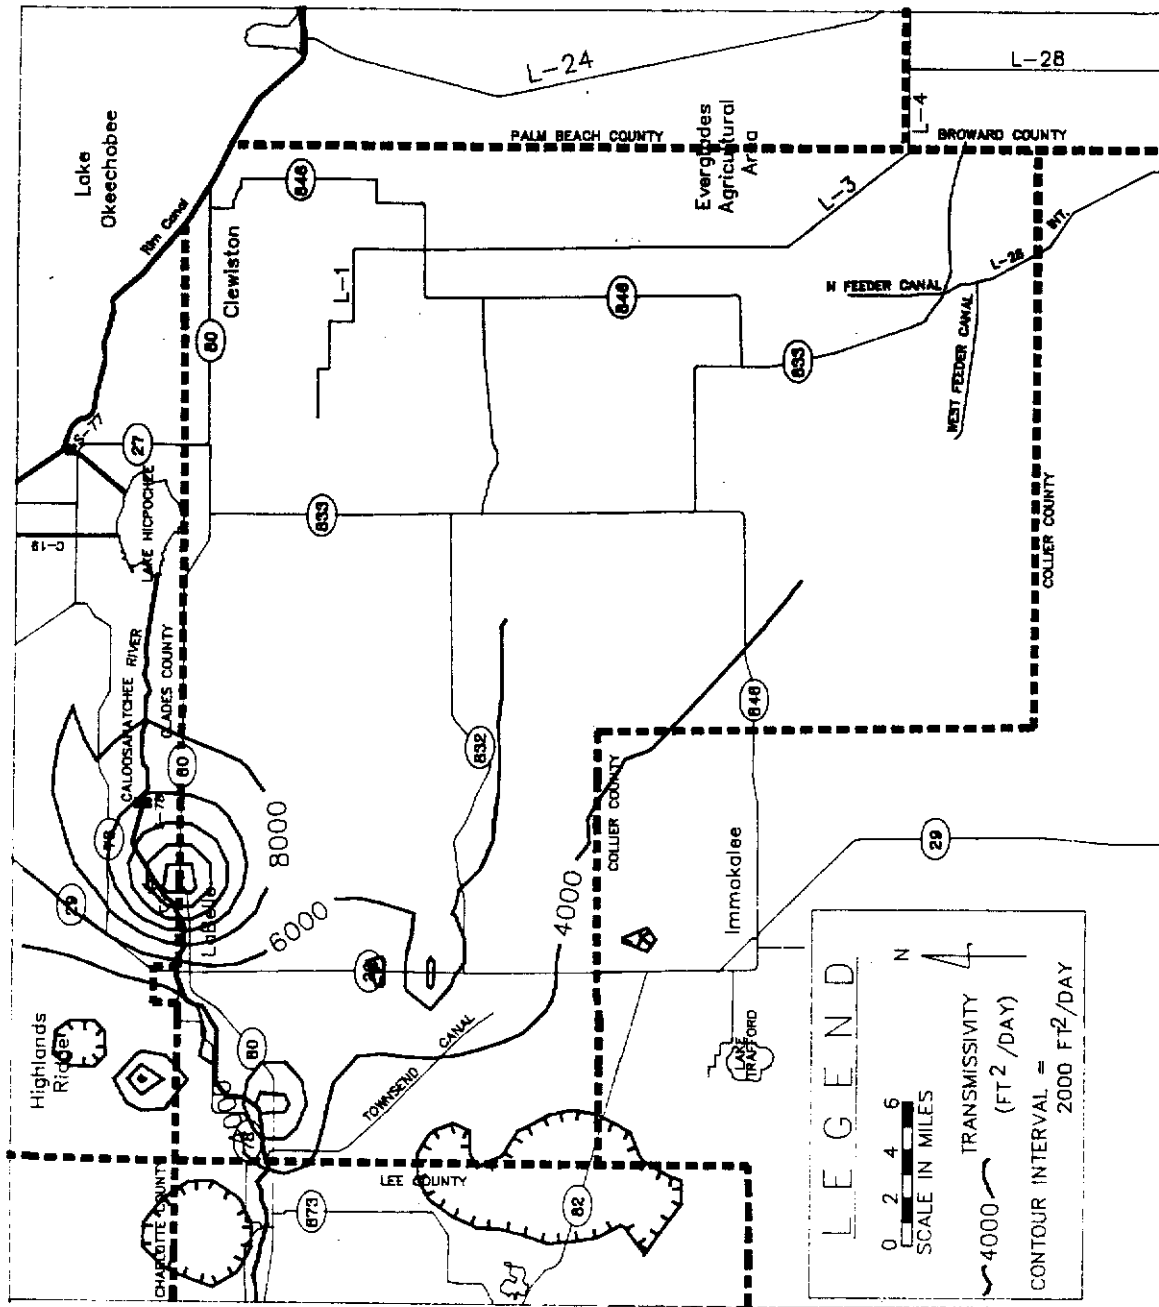 Lake
Okeechobee
Rim Canal
L-24
L-28
L-4
PALM BEACH COUNTY
BROWARD COUNTY
Everglades
Agricultural
Area
846
L-3
Clewiston
L-1
80
846
833
N FEEDER CANAL
L-28 INT.
WEST FEEDER CANAL
S-77
27
LAKE HICPOCHEE
C-19
833
COLLIER COUNTY
CALOOSAHATCHEE RIVER
GLADES COUNTY
80
832
846
78
S-78
8000
COLLIER COUNTY
29
29
LaBelle
6000
4000
Immokalee
29
Highlands
Ridge
80
TOWNSEND CANAL
LAKE
TRAFFORD
78
CHARLOTTE COUNTY
LEE COUNTY
873
82
LEGEND
N
0 2 4 6
SCALE IN MILES
4000
TRANSMISSIVITY
(FT2/DAY)
CONTOUR INTERVAL =
2000 FT2/DAY